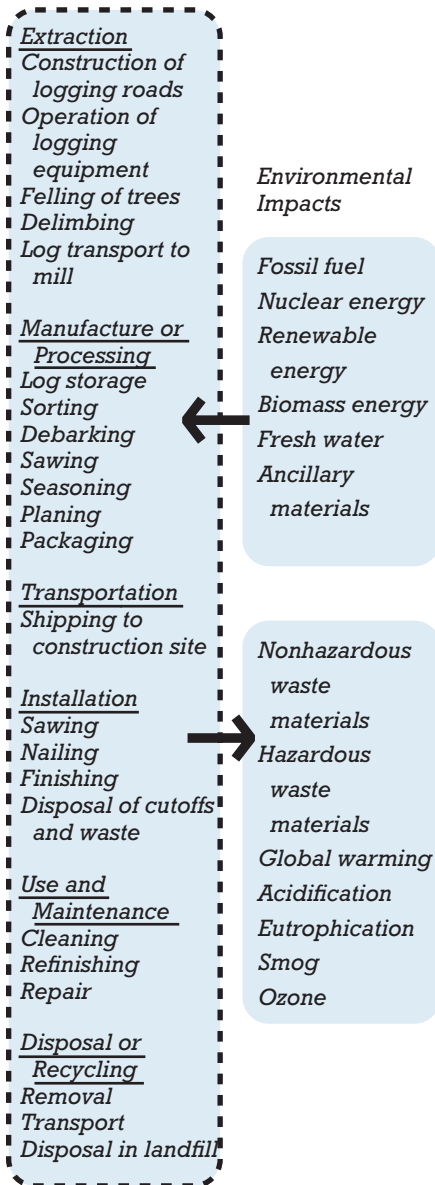 Extraction
Construction of
logging roads
Operation of
logging
equipment
Felling of trees
Delimbing
Log transport to
mill
Manufacture or
Processing
Log storage
Sorting
Debarking
Sawing
Seasoning
Planing
Packaging
Transportation
Shipping to
construction site
Installation
Sawing
Nailing
Finishing
Disposal of cutoffs
and waste
Use and
Maintenance
Cleaning
Refinishing
Repair
Disposal or
Recycling
Removal
Transport
Disposal in landfill
Environmental
Impacts
Fossil fuel
Nuclear energy
Renewable
energy
Biomass energy
Fresh water
Ancillary
materials
Nonhazardous
waste
materials
Hazardous
waste
materials
Global warming
Acidification
Eutrophication
Smog
Ozone